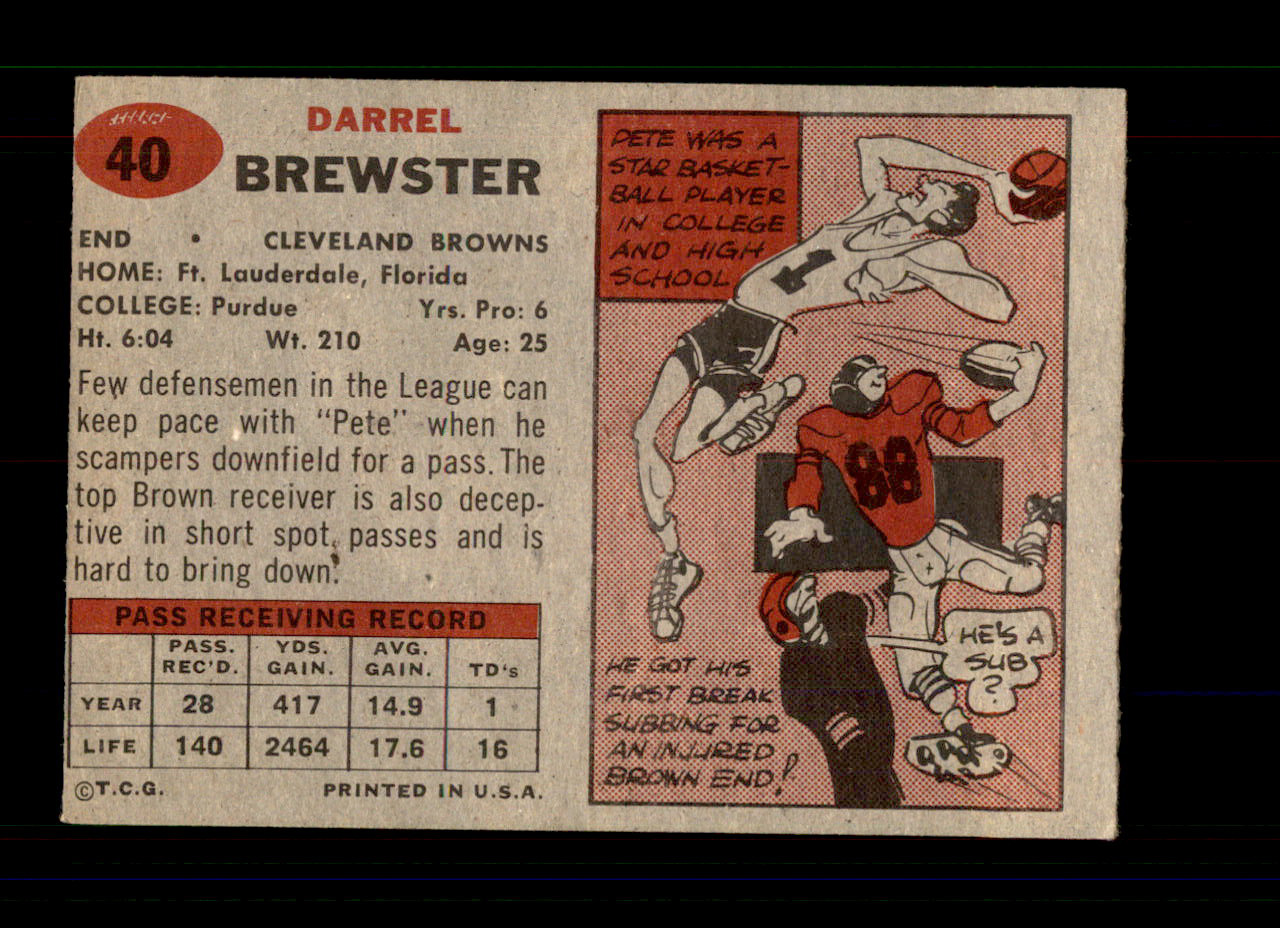 40
DARREL
BREWSTER
END • CLEVELAND BROWNS
HOME: Ft. Lauderdale, Florida
COLLEGE: Purdue Yrs. Pro: 6
Ht. 6:04 Wt. 210 Age: 25
Few defensemen in the League can
keep pace with "Pete" when he
scampers downfield for a pass. The
top Brown receiver is also decep-
tive in short spot passes and is
hard to bring down.
PASS RECEIVING RECORD
PASS. REC'D. YDS. GAIN. AVG. GAIN. TD's
YEAR 28 417 14.9 1
LIFE 140 2464 17.6 16
©T.C.G. PRINTED IN U.S.A.
PETE WAS A
STAR BASKET-
BALL PLAYER
IN COLLEGE
AND HIGH
SCHOOL
1
88
HE'S A
SUB
?
HE GOT HIS
FIRST BREAK
SUBBING FOR
AN INJURED
BROWN END!